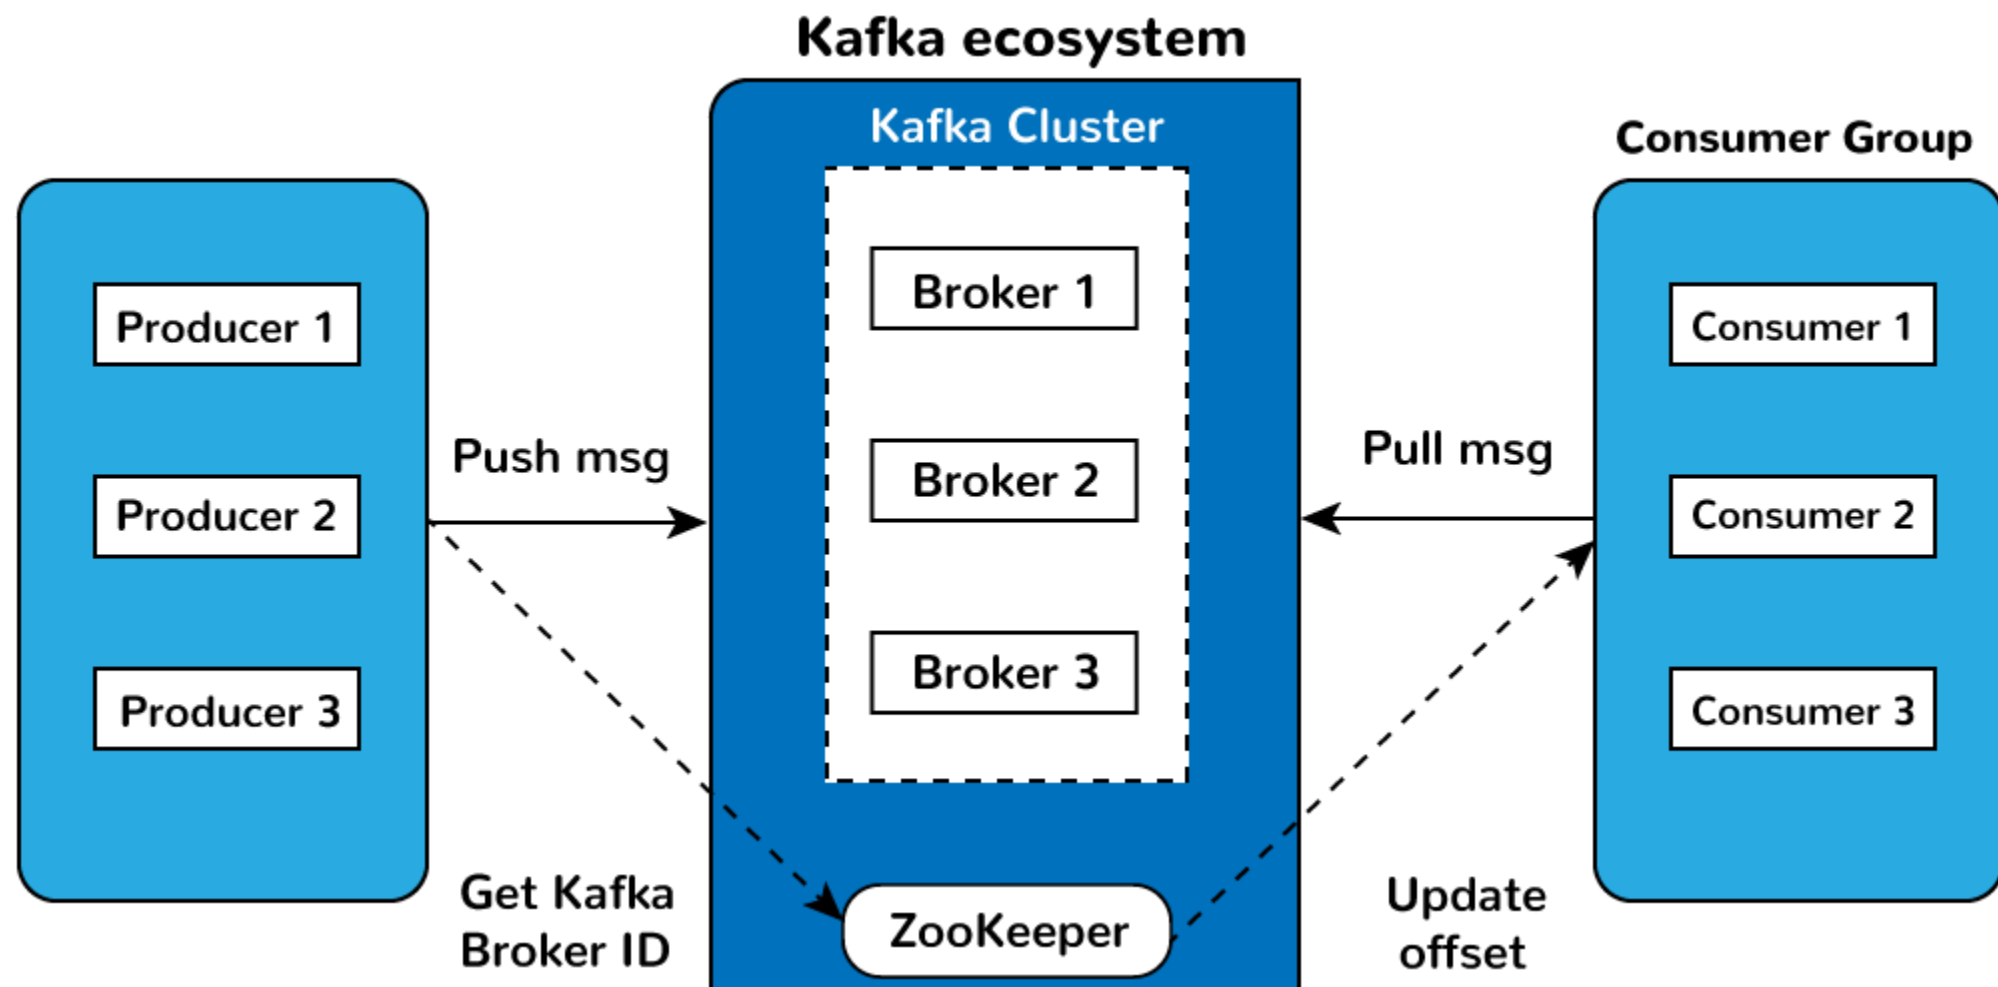 Kafka ecosystem
Kafka Cluster
Consumer Group
Producer 1
Producer 2
Producer 3
Push msg
Broker 1
Broker 2
Broker 3
Pull msg
Consumer 1
Consumer 2
Consumer 3
Get Kafka
Broker ID
ZooKeeper
Update
offset